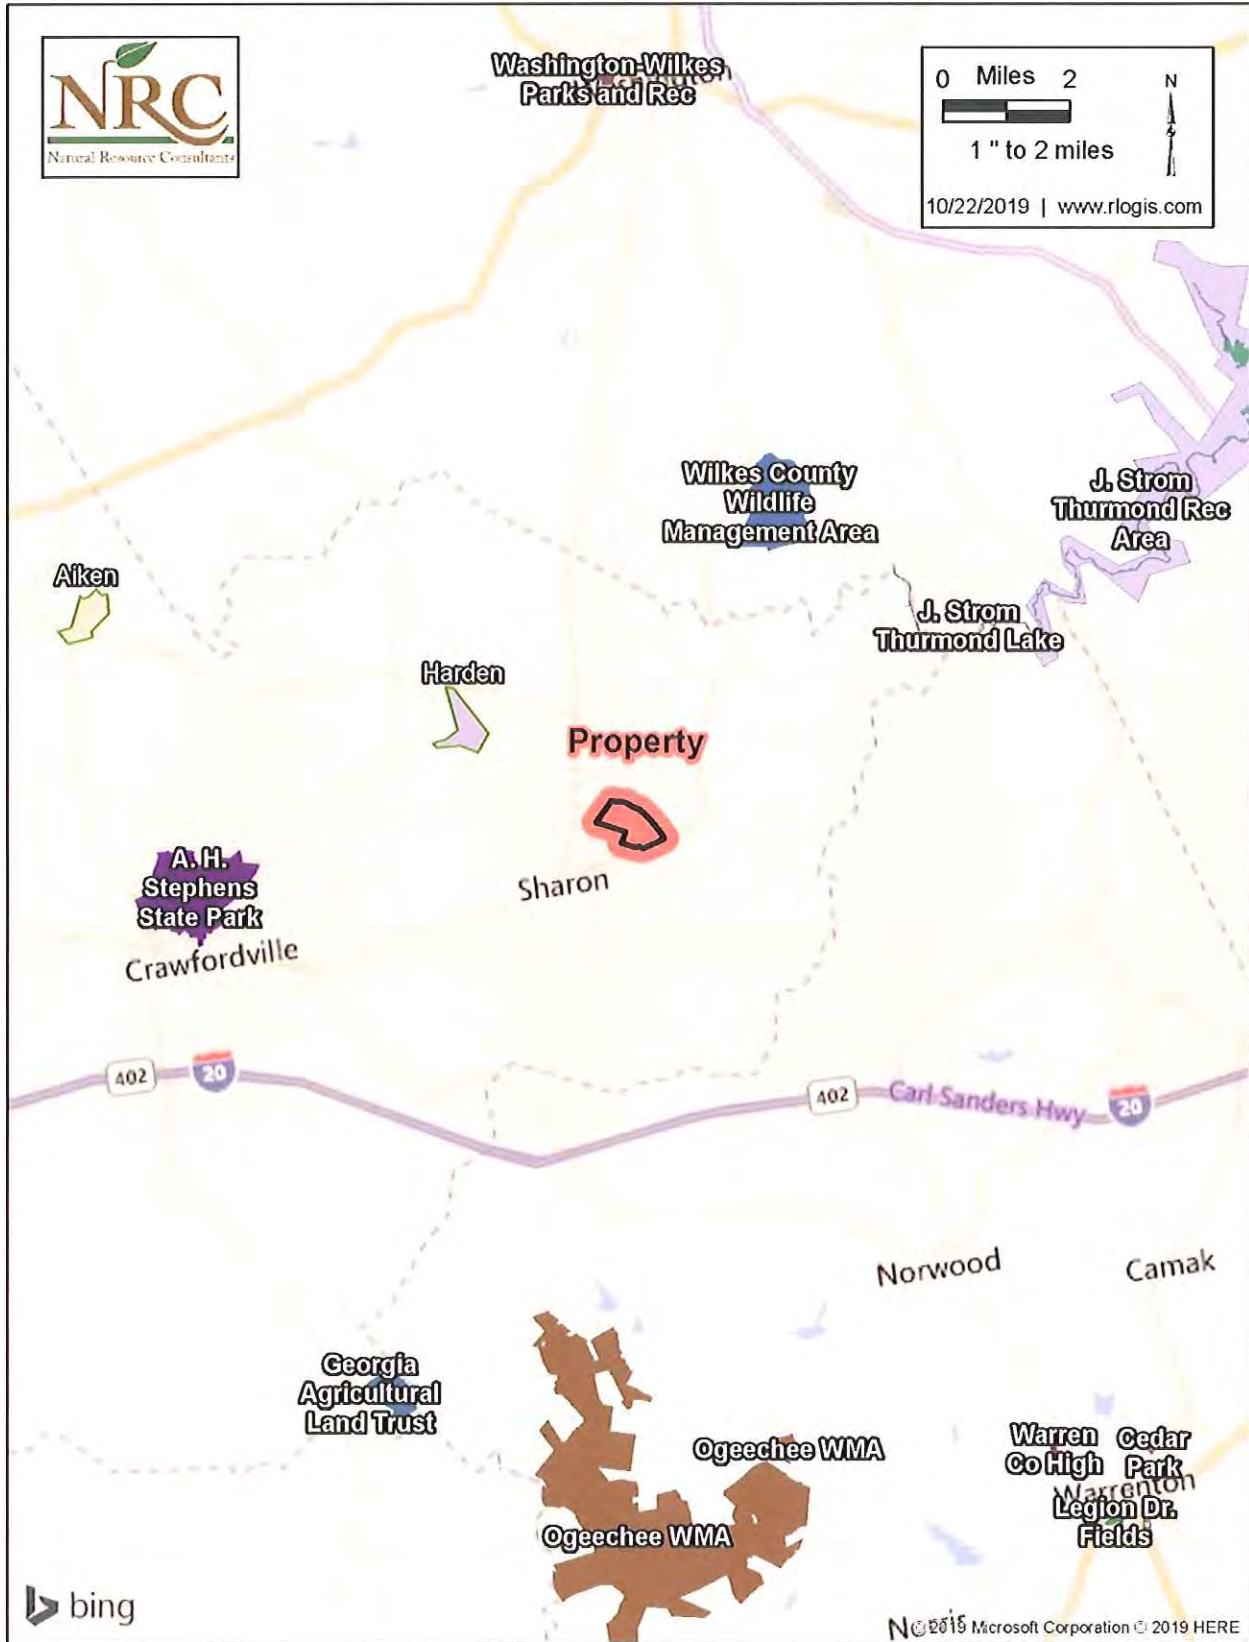 NRC
Natural Resource Consultants
Washington-Wilkes
Parks and Rec
0 Miles 2
N
1 " to 2 miles
10/22/2019 | www.rlogis.com
Wilkes County
Wildlife
Management Area
J. Strom
Thurmond Rec
Area
Aiken
J. Strom
Thurmond Lake
Harden
Property
A. H.
Stephens
State Park
Sharon
Crawfordville
402
20
402
Carl Sanders Hwy
20
Norwood
Camak
Georgia
Agricultural
Land Trust
Ogeechee WMA
Warren
Co High
Cedar
Park
Warrenton
Legion Dr.
Fields
Ogeechee WMA
bing
© 2019 Microsoft Corporation © 2019 HERE